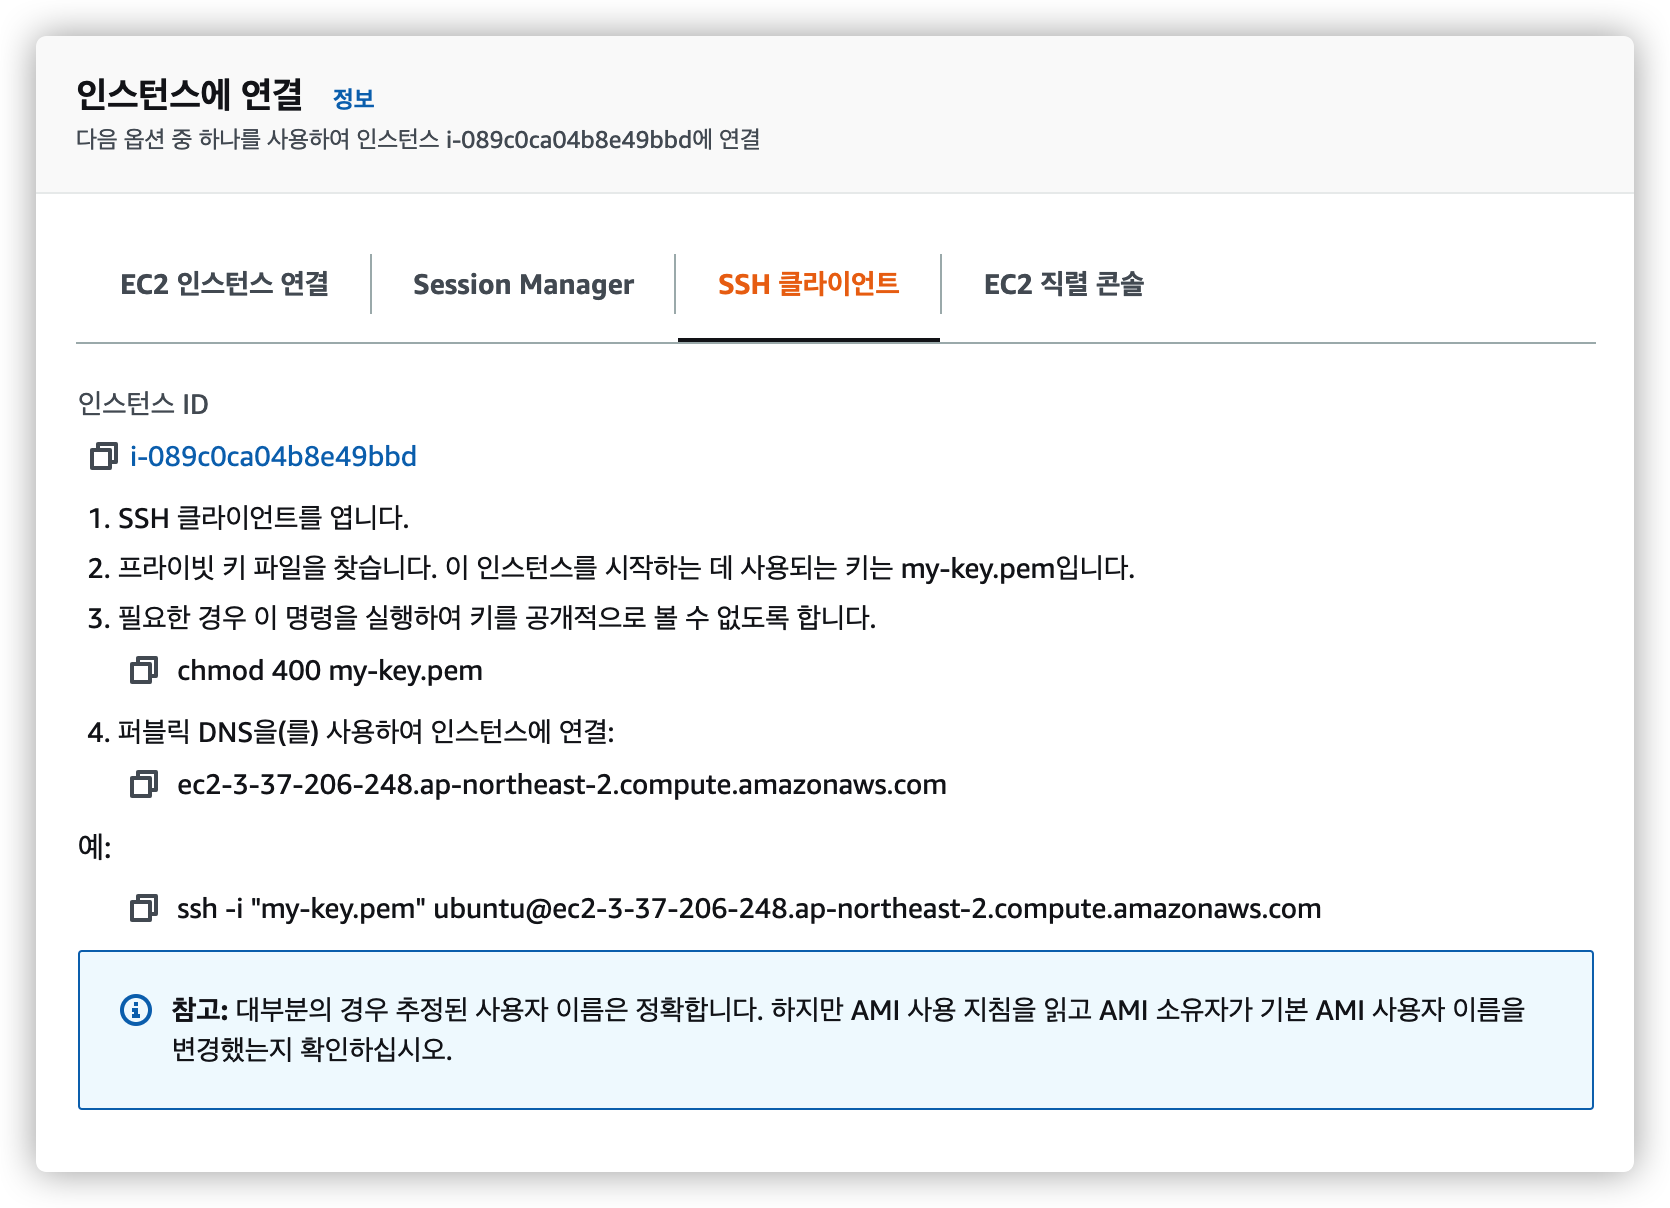 인스턴스에 연결 정보
다음 옵션 중 하나를 사용하여 인스턴스 i-089c0ca04b8e49bbd에 연결
EC2 인스턴스 연결
Session Manager
SSH 클라이언트
EC2 직렬 콘솔
인스턴스 ID
i-089c0ca04b8e49bbd
1. SSH 클라이언트를 엽니다.
2. 프라이빗 키 파일을 찾습니다. 이 인스턴스를 시작하는 데 사용되는 키는 my-key.pem입니다.
3. 필요한 경우 이 명령을 실행하여 키를 공개적으로 볼 수 없도록 합니다.
chmod 400 my-key.pem
4. 퍼블릭 DNS을(를) 사용하여 인스턴스에 연결:
ec2-3-37-206-248.ap-northeast-2.compute.amazonaws.com
예:
ssh -i "my-key.pem" ubuntu@ec2-3-37-206-248.ap-northeast-2.compute.amazonaws.com
참고: 대부분의 경우 추정된 사용자 이름은 정확합니다. 하지만 AMI 사용 지침을 읽고 AMI 소유자가 기본 AMI 사용자 이름을
변경했는지 확인하십시오.